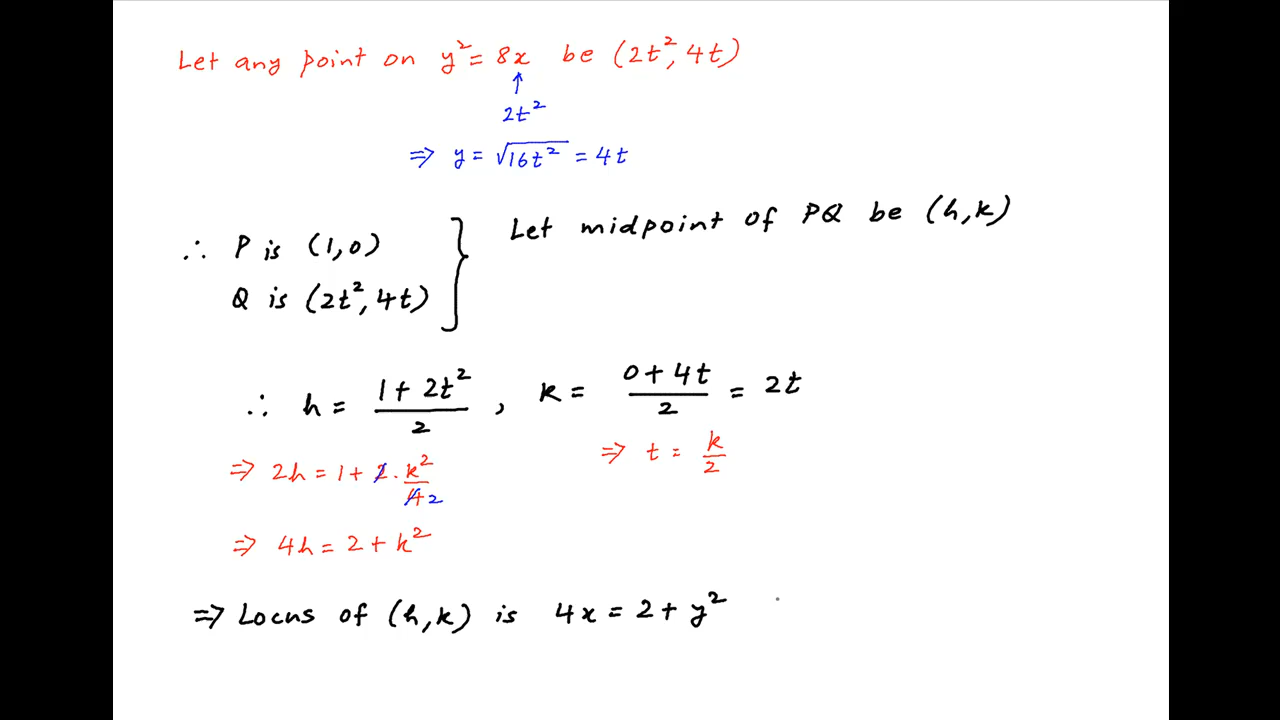 Let any point on y² = 8x be (2t², 4t)
↑
2t²
⇒ y = √16t² = 4t
∴ P is (1, 0) } Let midpoint of PQ be (h, k)
Q is (2t², 4t)
∴ h = (1 + 2t²)/2 , k = (0 + 4t)/2 = 2t
⇒ t = k/2
⇒ 2h = 1 + 2 · k²/4 2
⇒ 4h = 2 + k²
⇒ Locus of (h, k) is 4x = 2 + y²